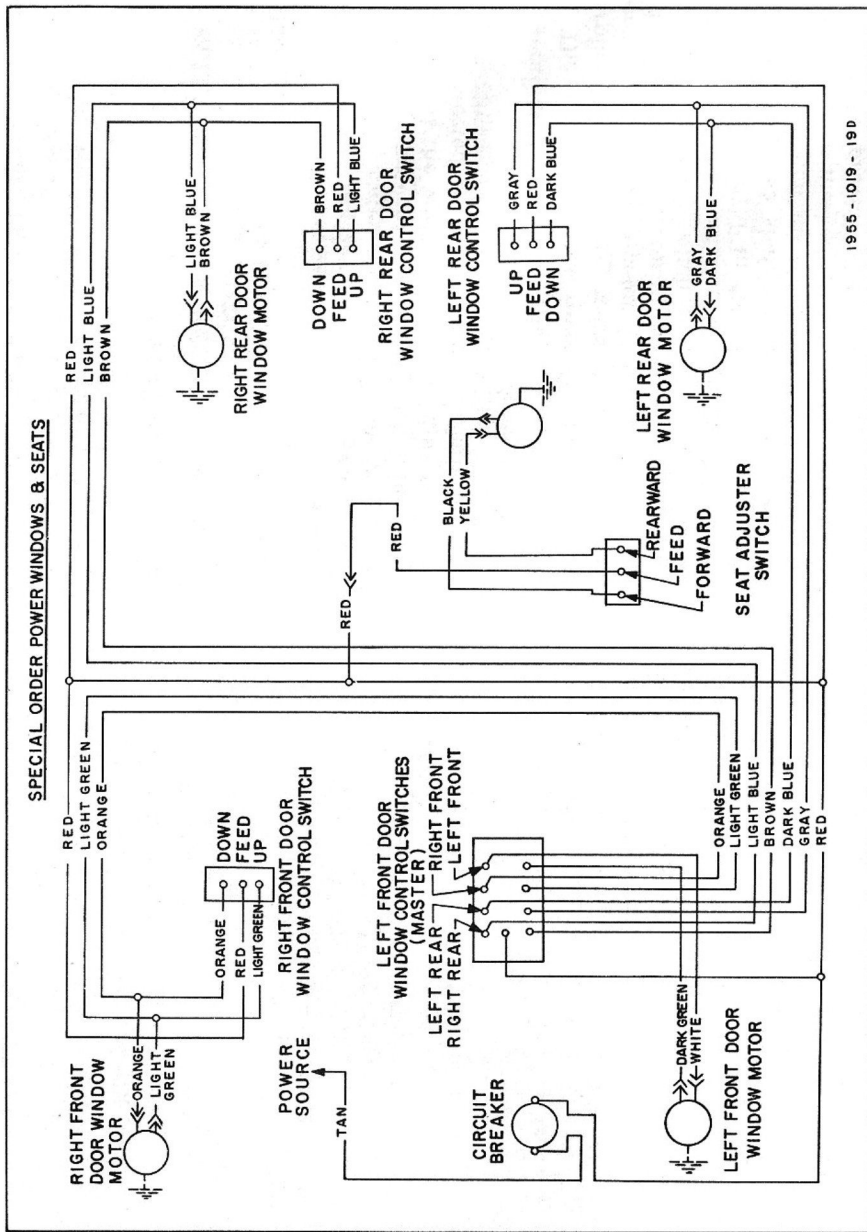 SPECIAL ORDER POWER WINDOWS & SEATS
RED
LIGHT GREEN
ORANGE
RED
LIGHT BLUE
BROWN
RIGHT FRONT
DOOR WINDOW
MOTOR
ORANGE
LIGHT
GREEN
ORANGE
RED
LIGHT GREEN
DOWN
FEED
UP
RIGHT FRONT DOOR
WINDOW CONTROL SWITCH
LIGHT BLUE
BROWN
RIGHT REAR DOOR
WINDOW MOTOR
BROWN
RED
LIGHT BLUE
DOWN
FEED
UP
RIGHT REAR DOOR
WINDOW CONTROL SWITCH
POWER
SOURCE
TAN
RED
RED
BLACK
YELLOW
REARWARD
FEED
FORWARD
SEAT ADJUSTER
SWITCH
LEFT REAR DOOR
WINDOW CONTROL SWITCH
UP
FEED
DOWN
GRAY
RED
DARK BLUE
LEFT FRONT DOOR
WINDOW CONTROL SWITCHES
(MASTER)
LEFT REAR
RIGHT REAR
RIGHT FRONT
LEFT FRONT
CIRCUIT
BREAKER
DARK GREEN
WHITE
LEFT FRONT DOOR
WINDOW MOTOR
LEFT REAR DOOR
WINDOW MOTOR
GRAY
DARK BLUE
ORANGE
LIGHT GREEN
LIGHT BLUE
BROWN
DARK BLUE
GRAY
RED
1955 - 1019 - 19D